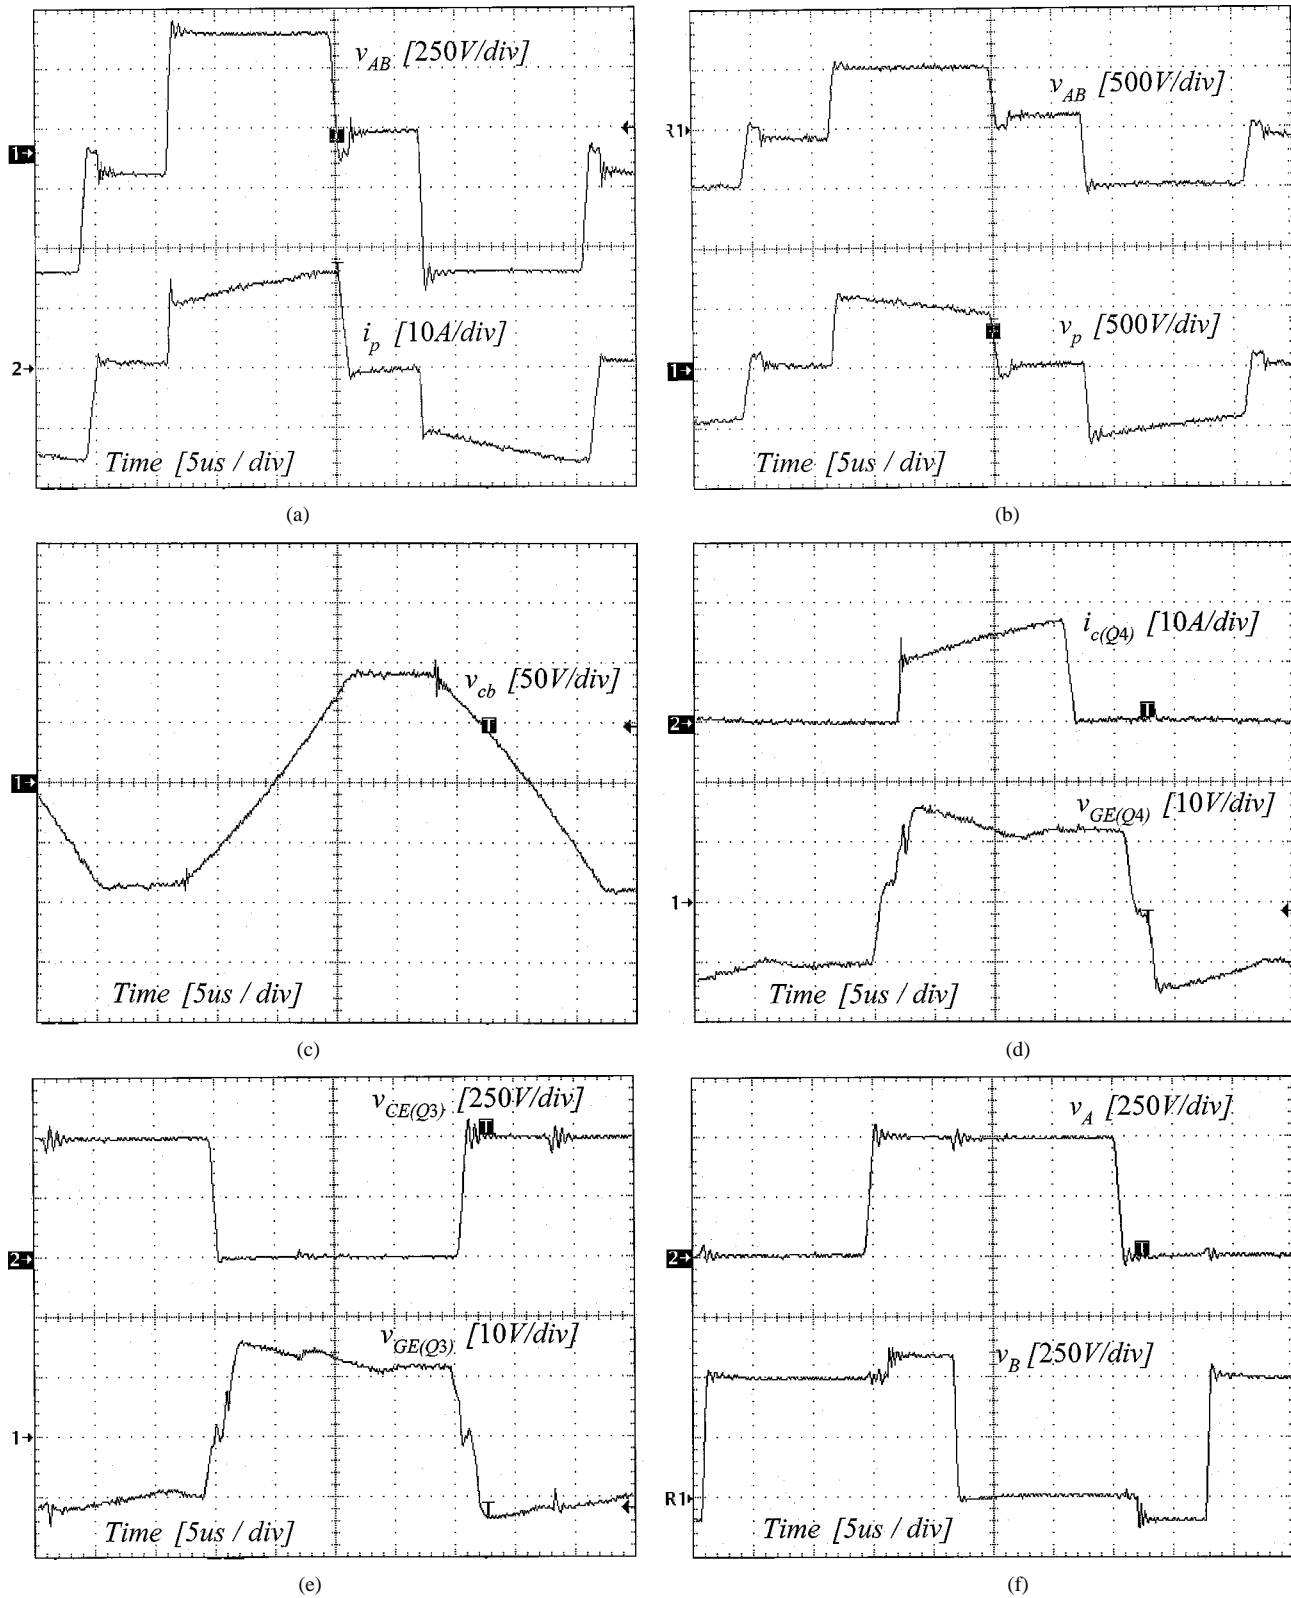 v_AB [250V/div]
1
T
i_p [10A/div]
2
Time [5us / div]
(a)
v_AB [500V/div]
R1
v_p [500V/div]
1
Time [5us / div]
(b)
v_cb [50V/div]
T
1
Time [5us / div]
(c)
i_c(Q4) [10A/div]
T
2
v_GE(Q4) [10V/div]
1
Time [5us / div]
(d)
v_CE(Q3) [250V/div]
T
2
v_GE(Q3) [10V/div]
1
Time [5us / div]
(e)
v_A [250V/div]
T
2
v_B [250V/div]
R1
Time [5us / div]
(f)